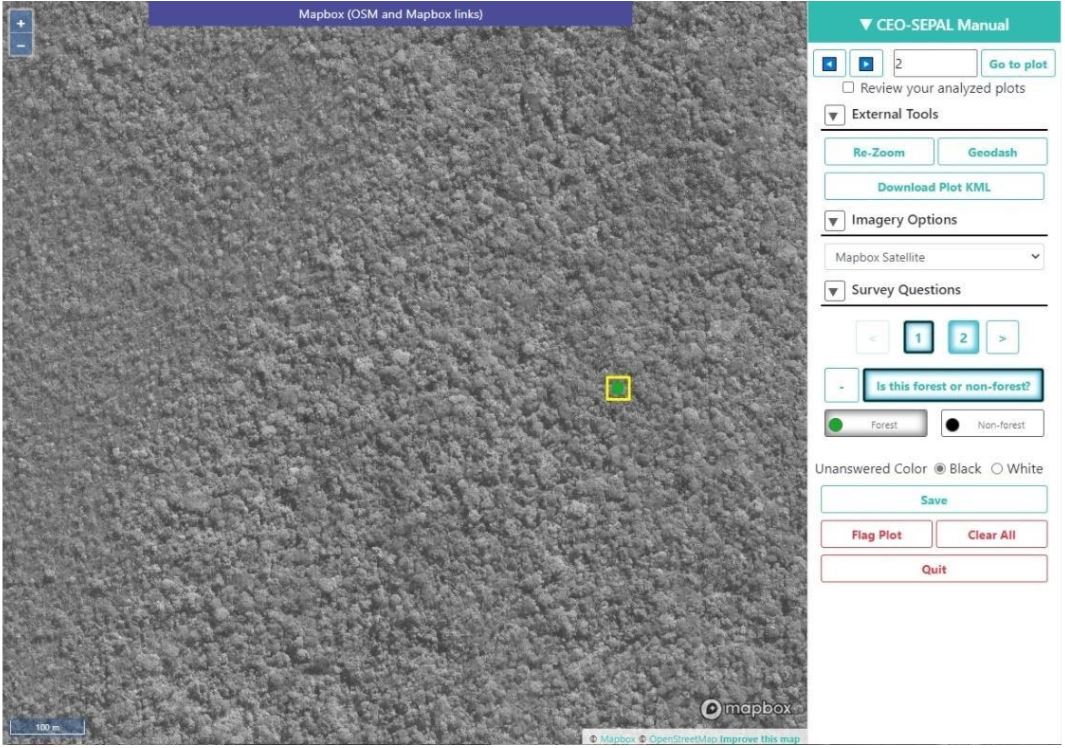 +
-
Mapbox (OSM and Mapbox links)
100 m
mapbox
© Mapbox © OpenStreetMap Improve this map
▼ CEO-SEPAL Manual
2 Go to plot
Review your analyzed plots
▼ External Tools
Re-Zoom Geodash
Download Plot KML
▼ Imagery Options
Mapbox Satellite
▼ Survey Questions
< 1 2 >
- Is this forest or non-forest?
Forest Non-forest
Unanswered Color Black White
Save
Flag Plot Clear All
Quit